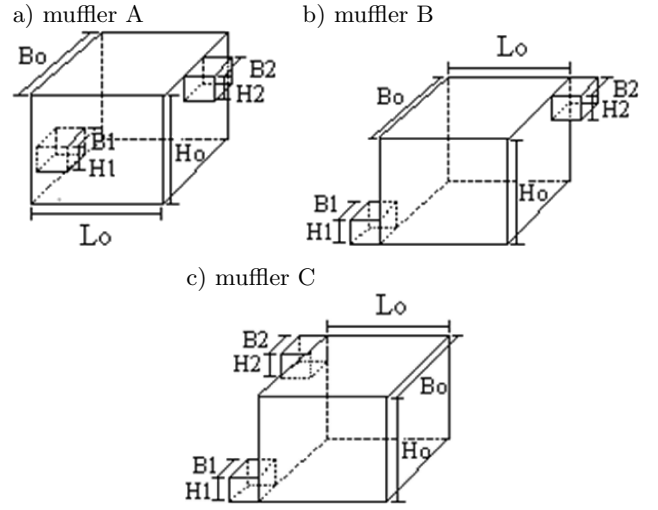 a) muffler A
Bo
B2
H2
B1
H1
Ho
Lo
b) muffler B
Lo
Bo
B2
H2
B1
H1
Ho
c) muffler C
Lo
B2
H2
Bo
B1
H1
Ho